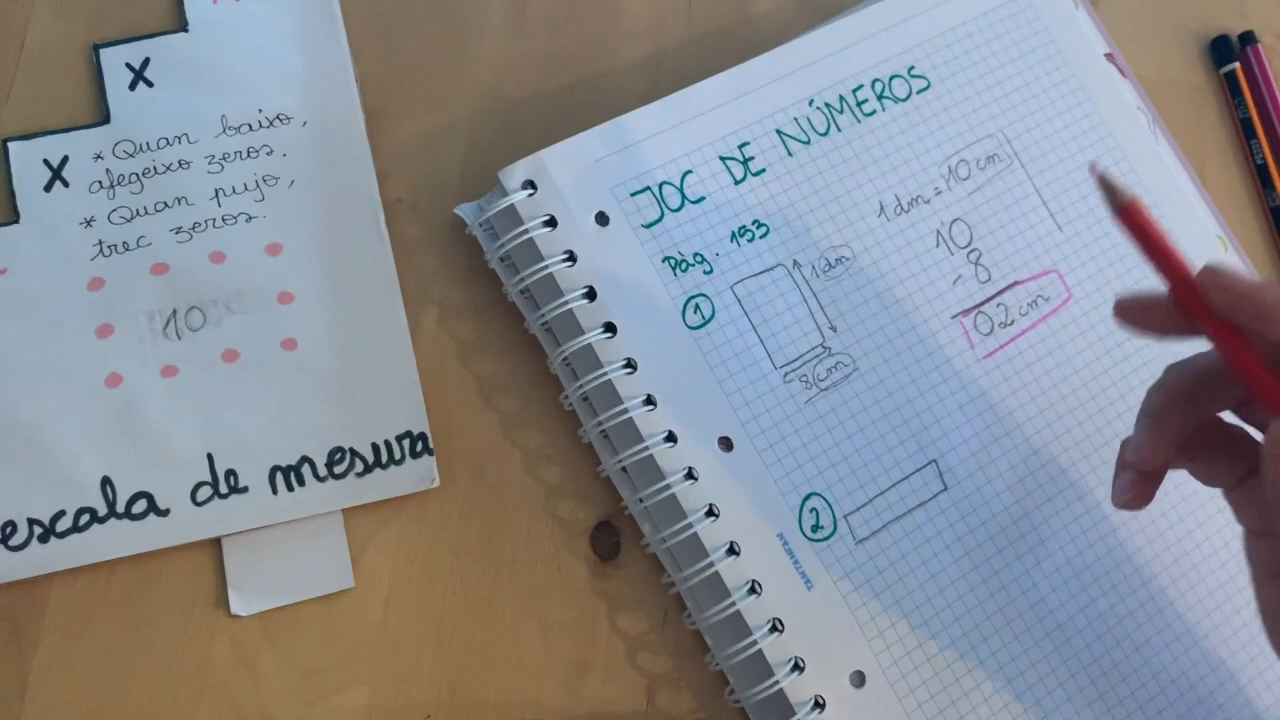 X
X
* Quan baixo,
afegeixo zeros.
* Quan pujo,
trec zeros.
10
escala de mesura
JOC DE NÚMEROS
Pàg. 153
1
1 dm
8 cm
1 dm = 10 cm
10
- 8
02 cm
2
TANTANFAN